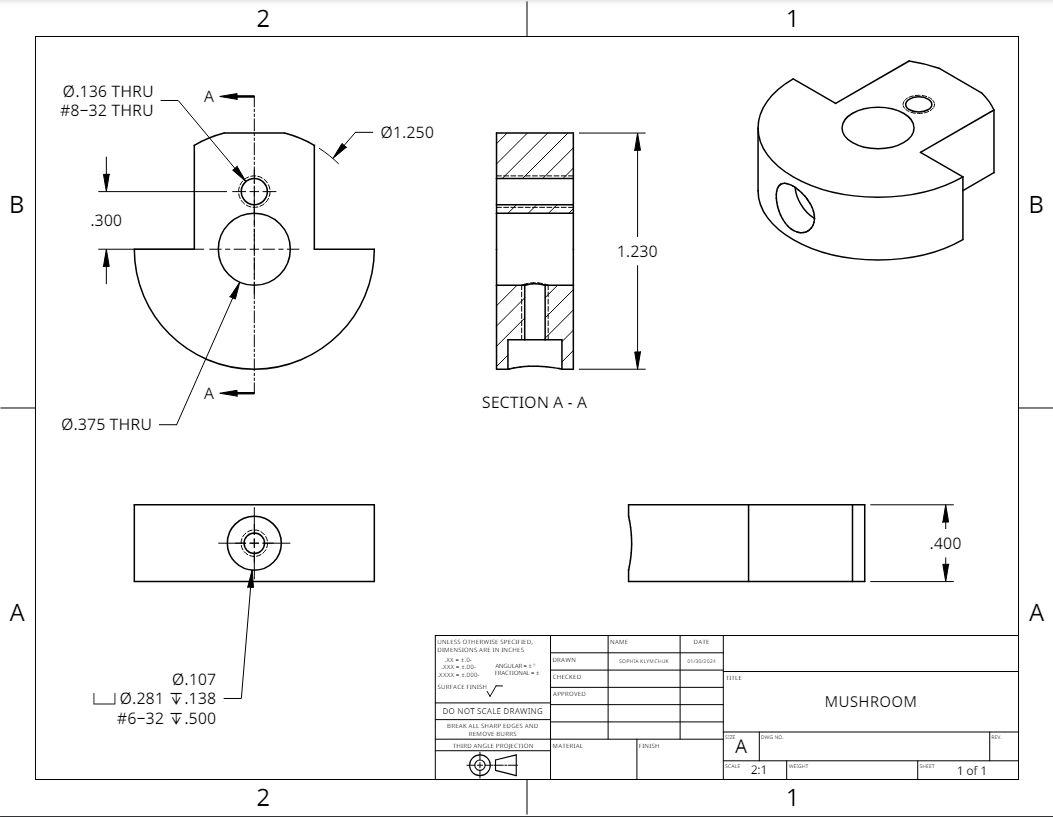 2 1
Ø.136 THRU
#8-32 THRU
A
Ø1.250
B B
.300
1.230
A
SECTION A - A
Ø.375 THRU
.400
A A
Ø.107
⌴ Ø.281 ↧.138
#6-32 ↧.500
UNLESS OTHERWISE SPECIFIED,
DIMENSIONS ARE IN INCHES
.XX = ±.0-
.XXX = ±.00-
.XXXX = ±.000-
ANGULAR = ± °
FRACTIONAL = ±
SURFACE FINISH
DO NOT SCALE DRAWING
BREAK ALL SHARP EDGES AND
REMOVE BURRS
THIRD ANGLE PROJECTION
NAME DATE
DRAWN SOPHIA KLYMCHUK 01/30/2024
CHECKED
APPROVED
MATERIAL FINISH
TITLE
MUSHROOM
SIZE DWG NO. REV.
A
SCALE 2:1 WEIGHT SHEET 1 of 1
2 1